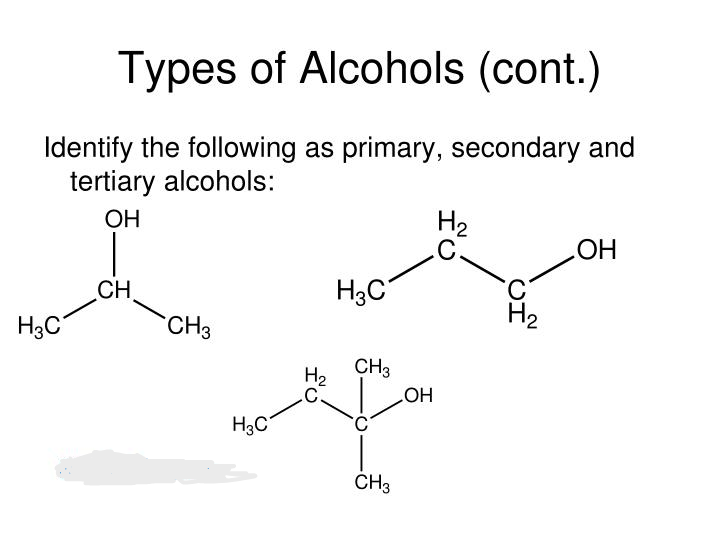 Types of Alcohols (cont.)
Identify the following as primary, secondary and
tertiary alcohols:
OH
CH
H₃C CH₃
H₂
C OH
H₃C C
H₂
CH₃
H₂
C OH
H₃C C
CH₃